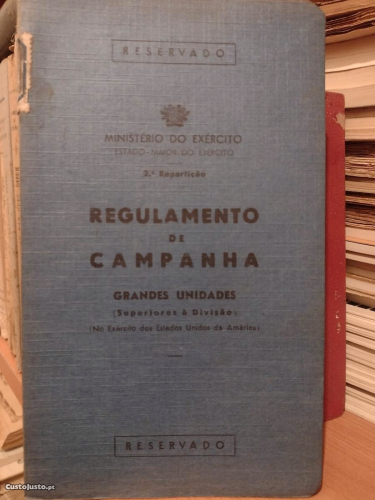 RESERVADO
MINISTÉRIO DO EXÉRCITO
ESTADO-MAIOR DO EXÉRCITO
2.ª Repartição
REGULAMENTO
DE
CAMPANHA
GRANDES UNIDADES
(Superiores à Divisão)
(No Exército dos Estados Unidos da América)
RESERVADO
CustoJusto.pt